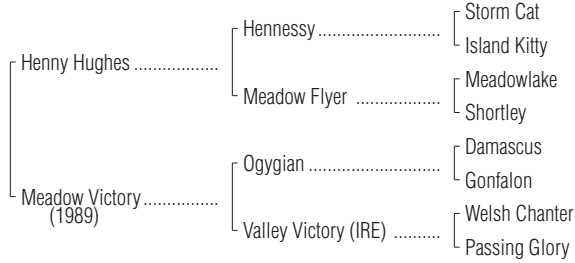 Storm Cat
Hennessy..............................
Island Kitty
Henny Hughes .................
Meadowlake
Meadow Flyer .................
Shortley
Damascus
Ogygian ..........................
Gonfalon
Meadow Victory...............
(1989)
Welsh Chanter
Valley Victory (IRE) ..........
Passing Glory